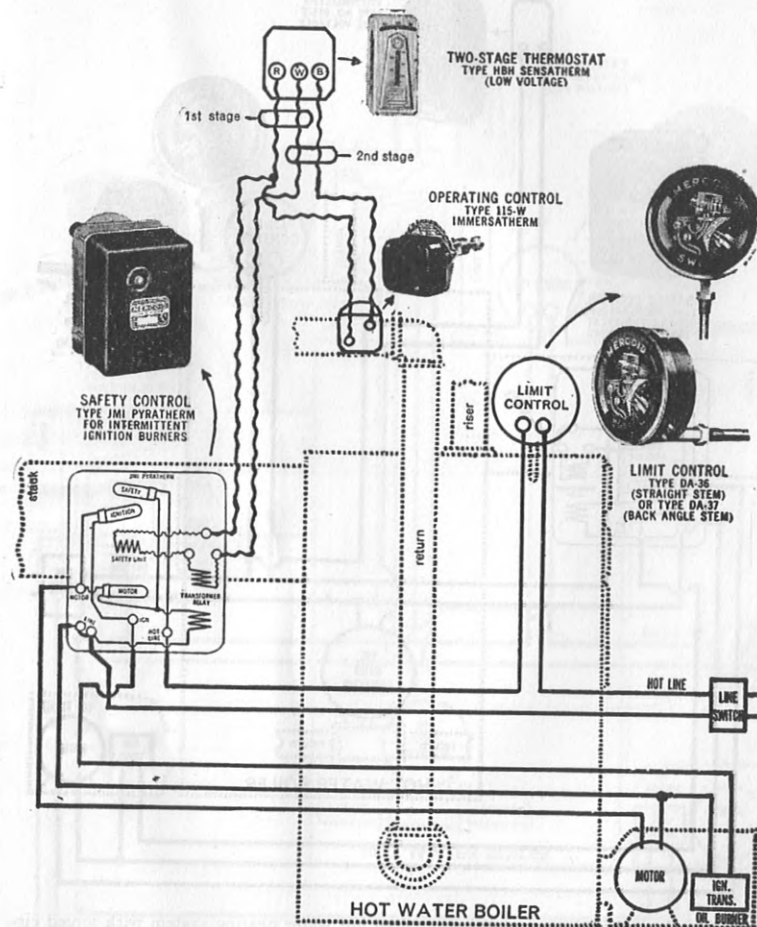 TWO-STAGE THERMOSTAT
TYPE HBH SENSATHERM
(LOW VOLTAGE)
R W B
1st stage
2nd stage
OPERATING CONTROL
TYPE 115-W
IMMERSATHERM
MERCOID
SAFETY CONTROL
TYPE JMI PYRATHERM
FOR INTERMITTENT
IGNITION BURNERS
LIMIT
CONTROL
riser
MERCOID
LIMIT CONTROL
TYPE DA-36
(STRAIGHT STEM)
OR TYPE DA-37
(BACK ANGLE STEM)
stack
JMI PYRATHERM
SAFETY
IGNITION
SAFETY
return
MOTOR
MOTOR
TRANSFORMER
RELAY
LINE
IGN
HOT
LINE
HOT LINE
LINE
SWITCH
MOTOR
IGN.
TRANS.
OIL BURNER
HOT WATER BOILER